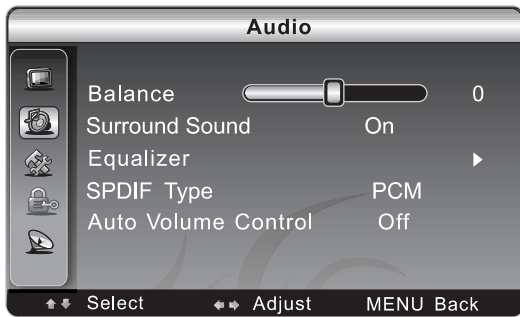 Audio
Balance 0
Surround Sound On
Equalizer
SPDIF Type PCM
Auto Volume Control Off
Select Adjust MENU Back